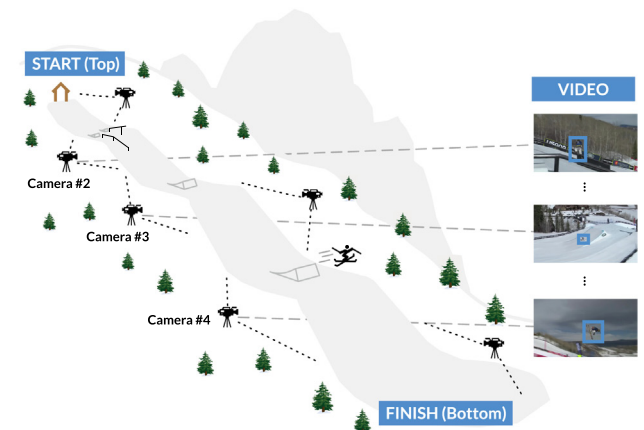 START (Top)
VIDEO
Camera #2
Camera #3
Camera #4
FINISH (Bottom)